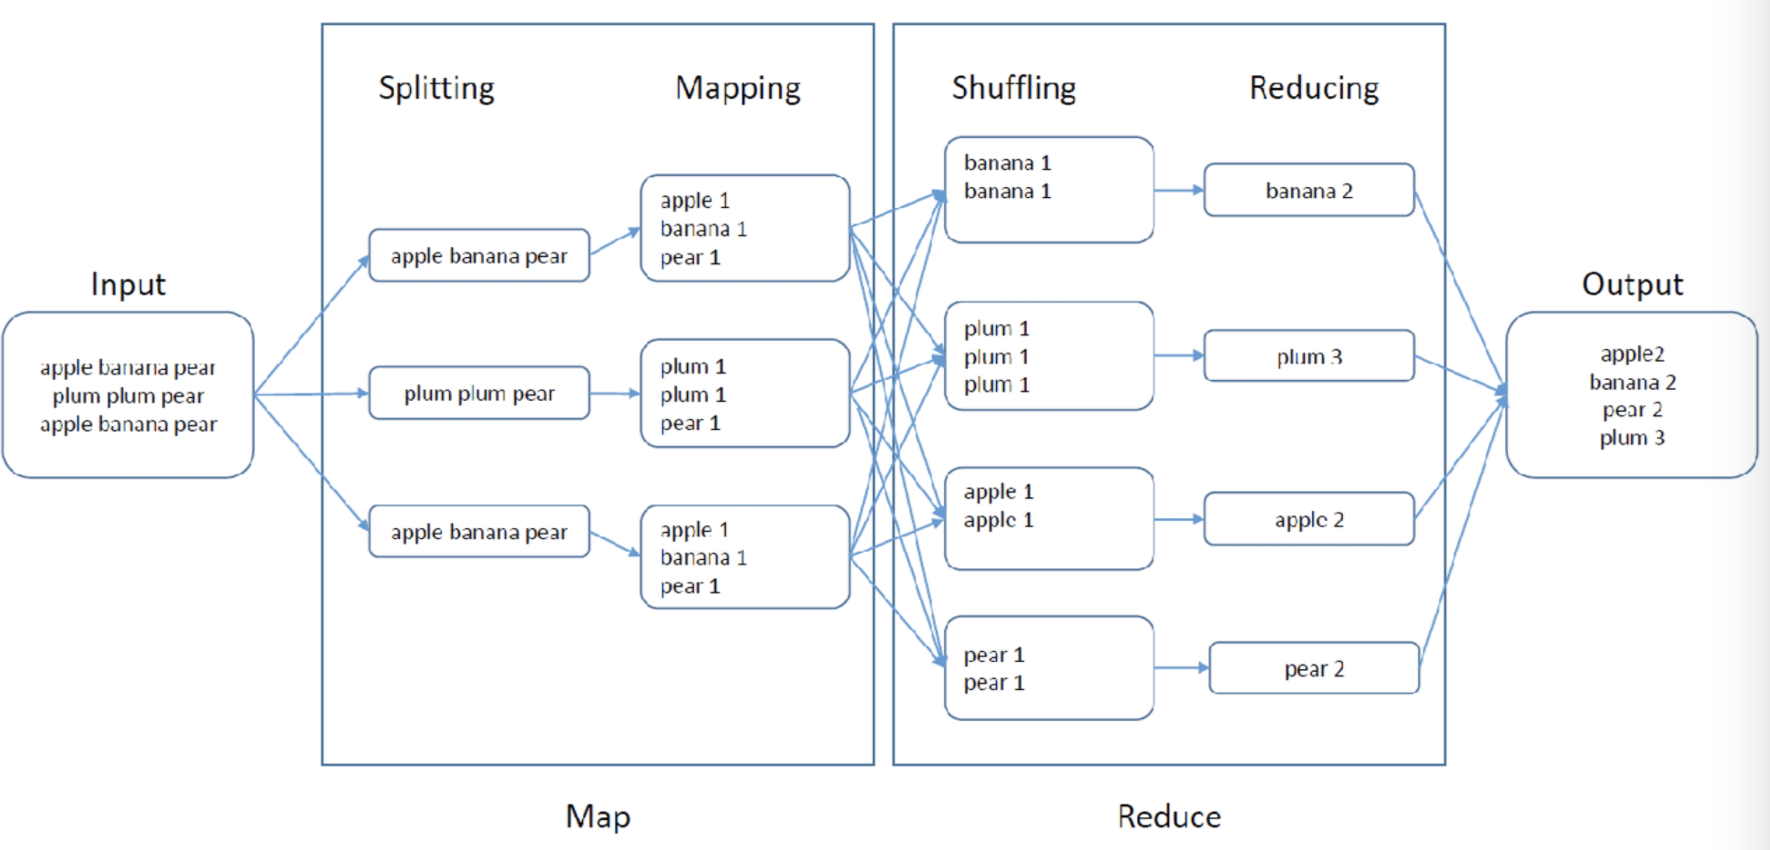 Input
apple banana pear
plum plum pear
apple banana pear
Splitting
apple banana pear
plum plum pear
apple banana pear
Mapping
apple 1
banana 1
pear 1
plum 1
plum 1
pear 1
apple 1
banana 1
pear 1
Map
Shuffling
banana 1
banana 1
plum 1
plum 1
plum 1
apple 1
apple 1
pear 1
pear 1
Reducing
banana 2
plum 3
apple 2
pear 2
Reduce
Output
apple2
banana 2
pear 2
plum 3